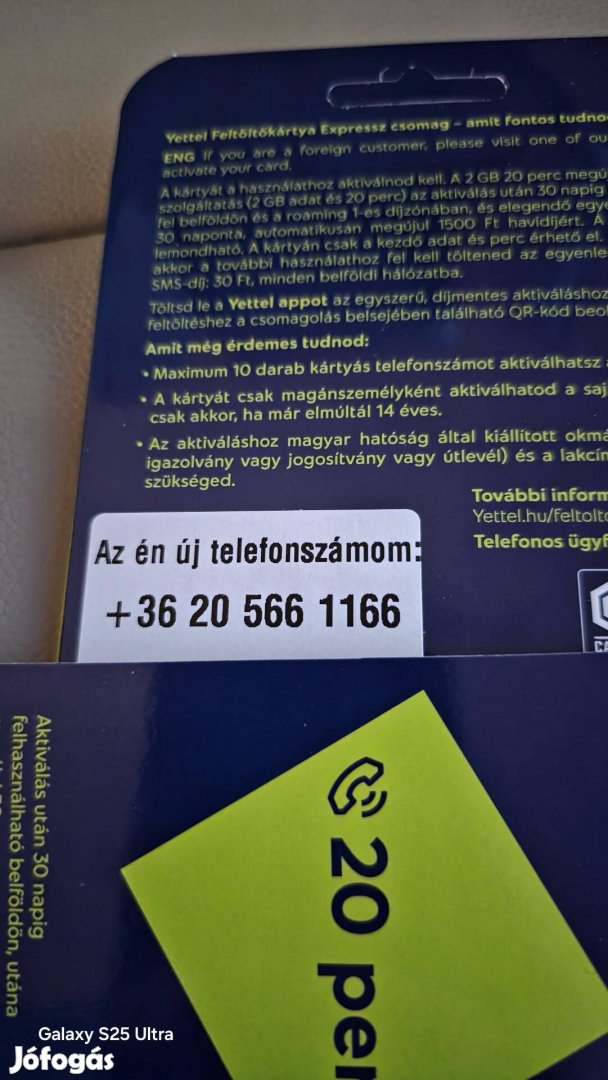 Yettel Feltöltőkártya Expressz csomag – amit fontos tudno
ENG If you are a foreign customer, please visit one of ou
activate your card.
A kártyát a használathoz aktiválnod kell. A 2 GB 20 perc megú
szolgáltatás (2 GB adat és 20 perc) az aktiválás után 30 napig
fel belföldön és a roaming 1-es díjzónában, és elegendő egye
30 naponta, automatikusan megújul 1500 Ft havidíjért. A
lemondható. A kártyán csak a kezdő adat és perc érhető el.
akkor a további használathoz fel kell töltened az egyenle
SMS-díj: 30 Ft, minden belföldi hálózatba.
Töltsd le a Yettel appot az egyszerű, díjmentes aktiváláshoz
feltöltéshez a csomagolás belsejében található QR-kód beol
Amit még érdemes tudnod:
• Maximum 10 darab kártyás telefonszámot aktiválhatsz
• A kártyát csak magánszemélyként aktiválhatod a saj
csak akkor, ha már elmúltál 14 éves.
• Az aktiváláshoz magyar hatóság által kiállított okmá
igazolvány vagy jogosítvány vagy útlevél) és a lakcím
szükséged.
További inform
Yettel.hu/feltolto
Telefonos ügyf
Az én új telefonszámom:
+36 20 566 1166
20 per
Aktiválás után 30 napig
felhasználható belföldön, utána
Galaxy S25 Ultra
Jófogás